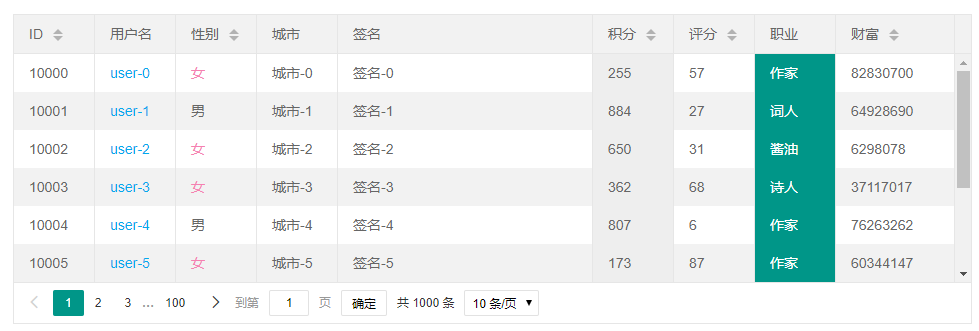 ID 用户名 性别 城市 签名 积分 评分 职业 财富
10000 user-0 女 城市-0 签名-0 255 57 作家 82830700
10001 user-1 男 城市-1 签名-1 884 27 词人 64928690
10002 user-2 女 城市-2 签名-2 650 31 酱油 6298078
10003 user-3 女 城市-3 签名-3 362 68 诗人 37117017
10004 user-4 男 城市-4 签名-4 807 6 作家 76263262
10005 user-5 女 城市-5 签名-5 173 87 作家 60344147
1 2 3 … 100 到第 1 页 确定 共 1000 条 10 条/页